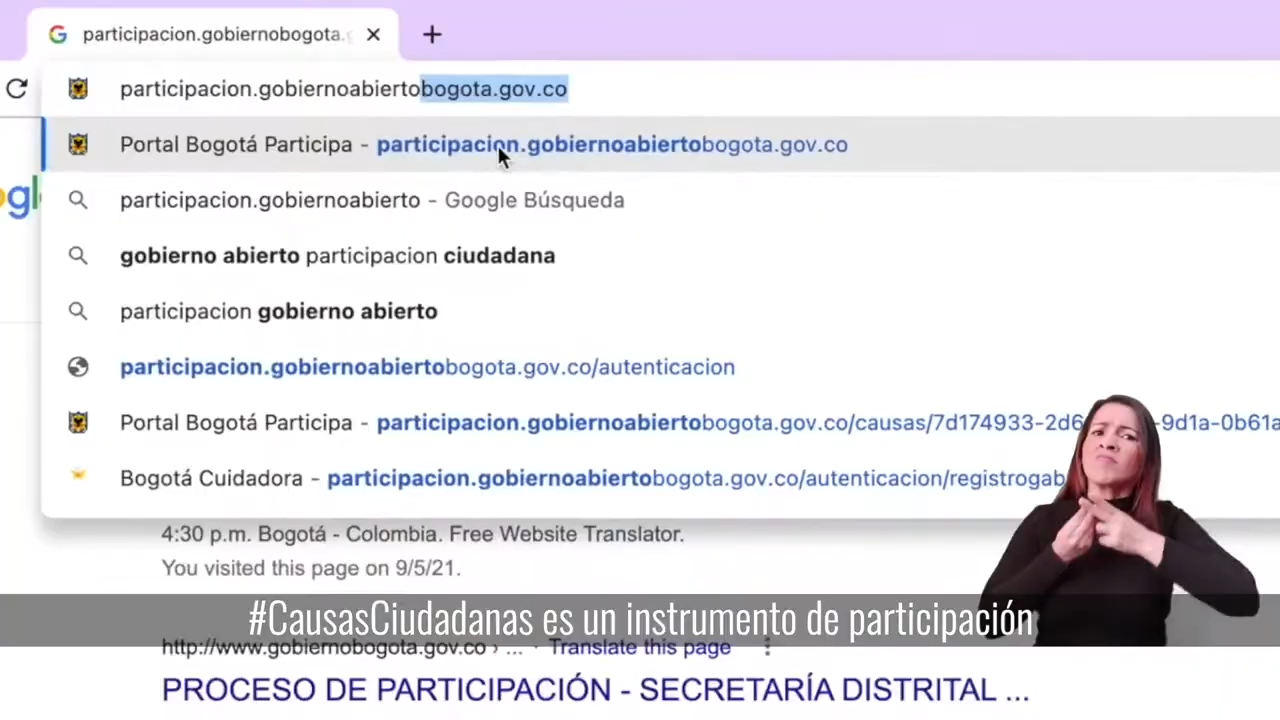 participacion.gobiernobogota.g
participacion.gobiernoabiertobogota.gov.co
Portal Bogotá Participa - participacion.gobiernoabiertobogota.gov.co
ogl
participacion.gobiernoabierto - Google Búsqueda
gobierno abierto participacion ciudadana
participacion gobierno abierto
participacion.gobiernoabiertobogota.gov.co/autenticacion
Portal Bogotá Participa - participacion.gobiernoabiertobogota.gov.co/causas/7d174933-2d6 -9d1a-0b61a
Bogotá Cuidadora - participacion.gobiernoabiertobogota.gov.co/autenticacion/registrogab
4:30 p.m. Bogotá - Colombia. Free Website Translator.
You visited this page on 9/5/21.
#CausasCiudadanas es un instrumento de participación
http://www.gobiernobogota.gov.co › ... · Translate this page
PROCESO DE PARTICIPACIÓN - SECRETARÍA DISTRITAL ...